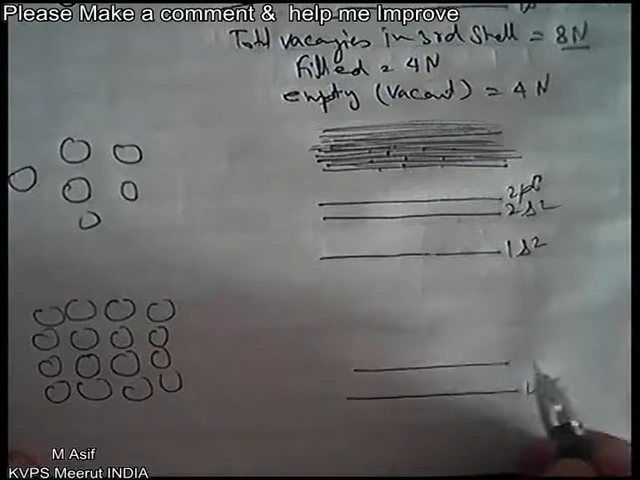 Please Make a comment & help me Improve
Total vacancies in 3rd Shell = 8N
filled = 4N
empty (Vacant) = 4N
2p6
2s2
1s2
M Asif
KVPS Meerut INDIA